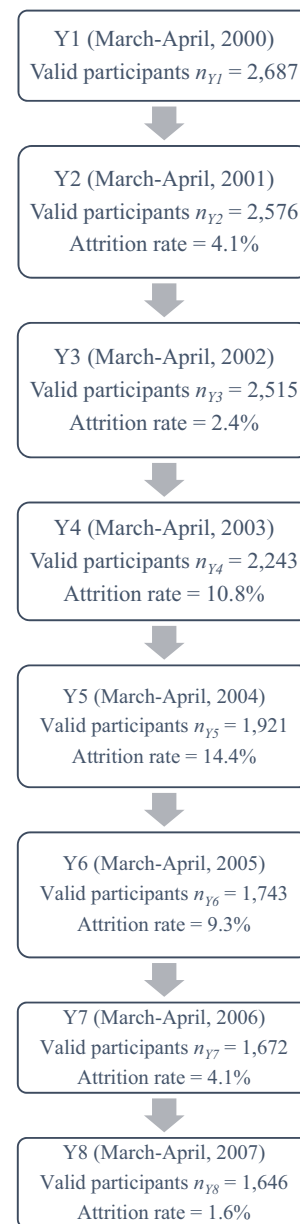 Y1 (March-April, 2000)
Valid participants nY1 = 2,687
Y2 (March-April, 2001)
Valid participants nY2 = 2,576
Attrition rate = 4.1%
Y3 (March-April, 2002)
Valid participants nY3 = 2,515
Attrition rate = 2.4%
Y4 (March-April, 2003)
Valid participants nY4 = 2,243
Attrition rate = 10.8%
Y5 (March-April, 2004)
Valid participants nY5 = 1,921
Attrition rate = 14.4%
Y6 (March-April, 2005)
Valid participants nY6 = 1,743
Attrition rate = 9.3%
Y7 (March-April, 2006)
Valid participants nY7 = 1,672
Attrition rate = 4.1%
Y8 (March-April, 2007)
Valid participants nY8 = 1,646
Attrition rate = 1.6%